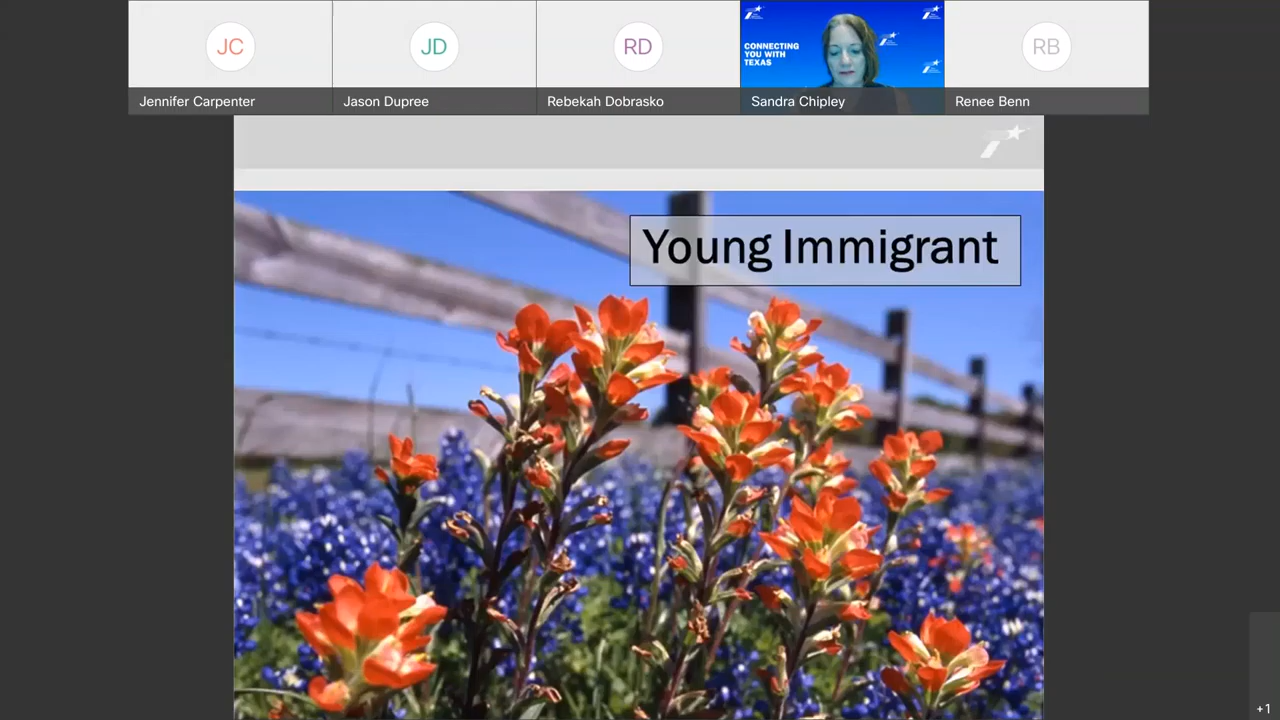 JC
JD
RD
CONNECTING
YOU WITH
TEXAS
RB
Jennifer Carpenter
Jason Dupree
Rebekah Dobrasko
Sandra Chipley
Renee Benn
Young Immigrant
+1